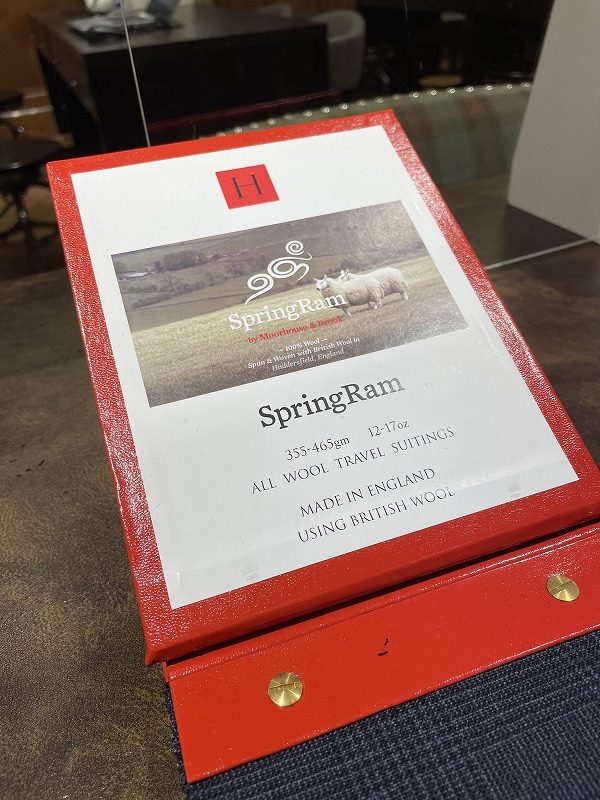 H
SpringRam
by Moorhouse & Brook
— 100% Wool —
Spun & Woven with British Wool in
Huddersfield, England
SpringRam
355-465gm 12-17oz
ALL WOOL TRAVEL SUITINGS
MADE IN ENGLAND
USING BRITISH WOOL